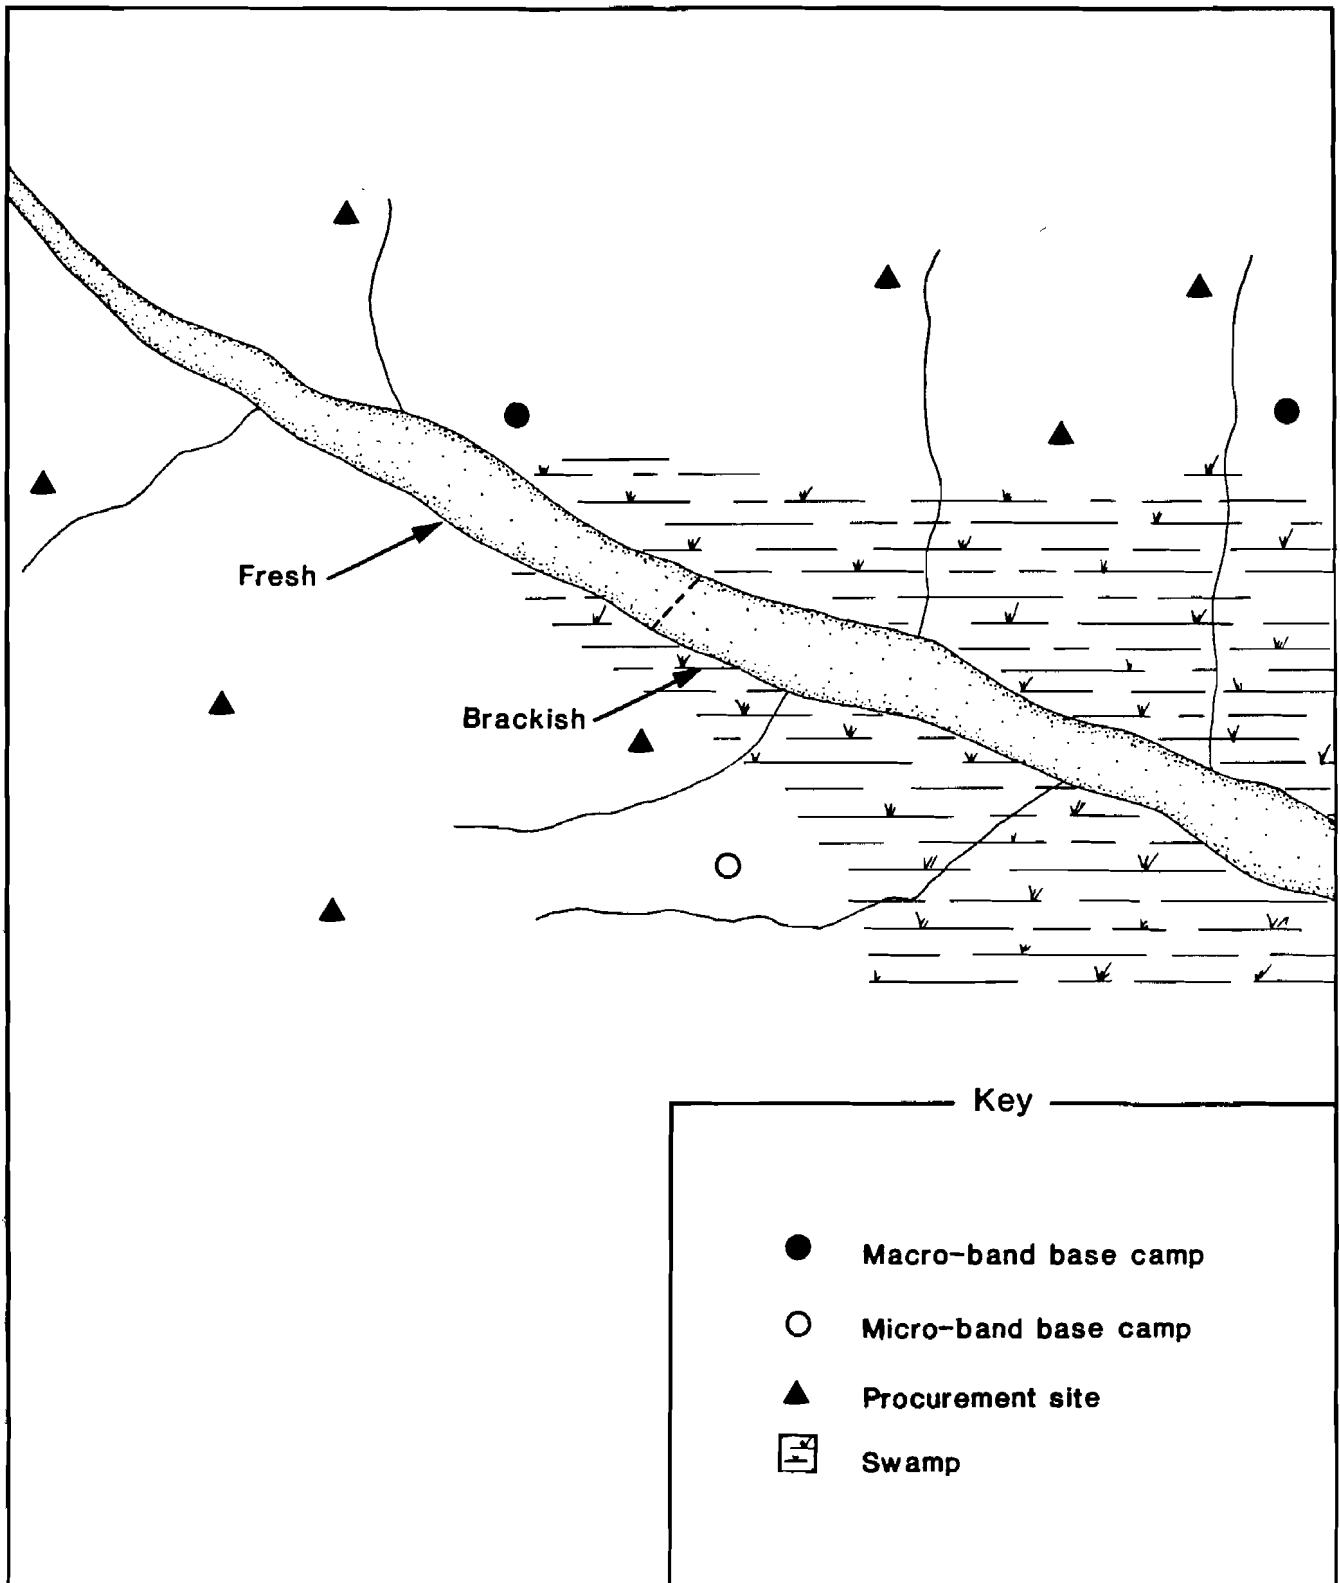 Fresh
Brackish
Key
Macro-band base camp
Micro-band base camp
Procurement site
Swamp